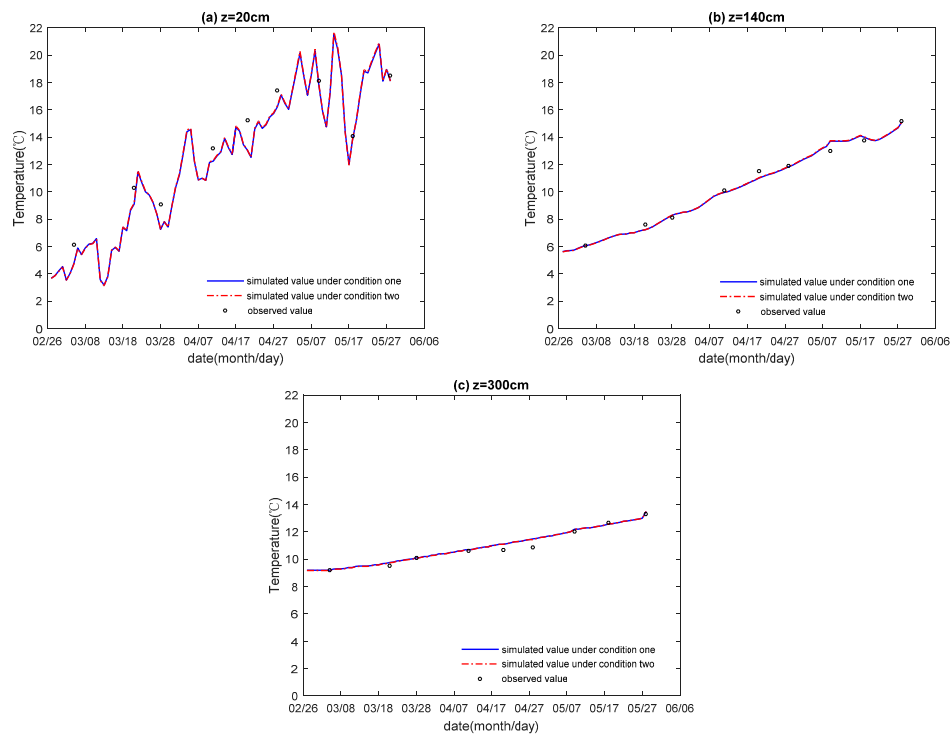 (a) z=20cm
22
20
18
16
14
12
10
8
6
4
2
0
Temperature(℃)
simulated value under condition one
simulated value under condition two
observed value
02/26 03/08 03/18 03/28 04/07 04/17 04/27 05/07 05/17 05/27 06/06
date(month/day)
(b) z=140cm
22
20
18
16
14
12
10
8
6
4
2
0
Temperature(℃)
simulated value under condition one
simulated value under condition two
observed value
02/26 03/08 03/18 03/28 04/07 04/17 04/27 05/07 05/17 05/27 06/06
date(month/day)
(c) z=300cm
22
20
18
16
14
12
10
8
6
4
2
0
Temperature(℃)
simulated value under condition one
simulated value under condition two
observed value
02/26 03/08 03/18 03/28 04/07 04/17 04/27 05/07 05/17 05/27 06/06
date(month/day)